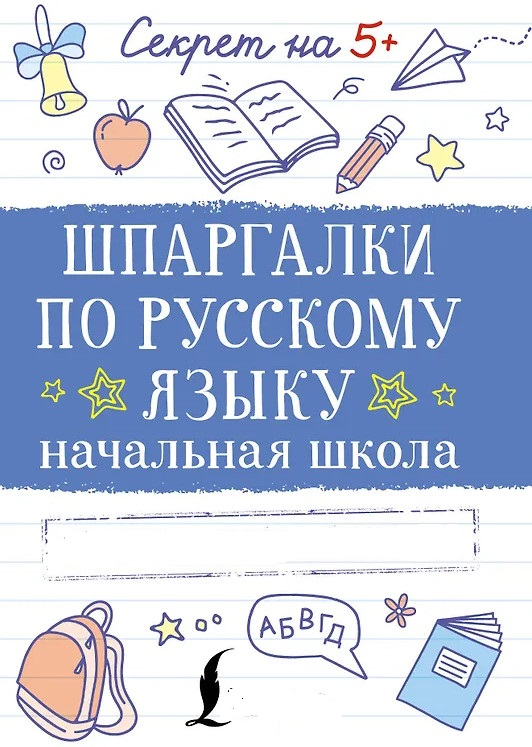 Секрет на 5+
ШПАРГАЛКИ
ПО РУССКОМУ
ЯЗЫКУ
начальная школа
АБВГД